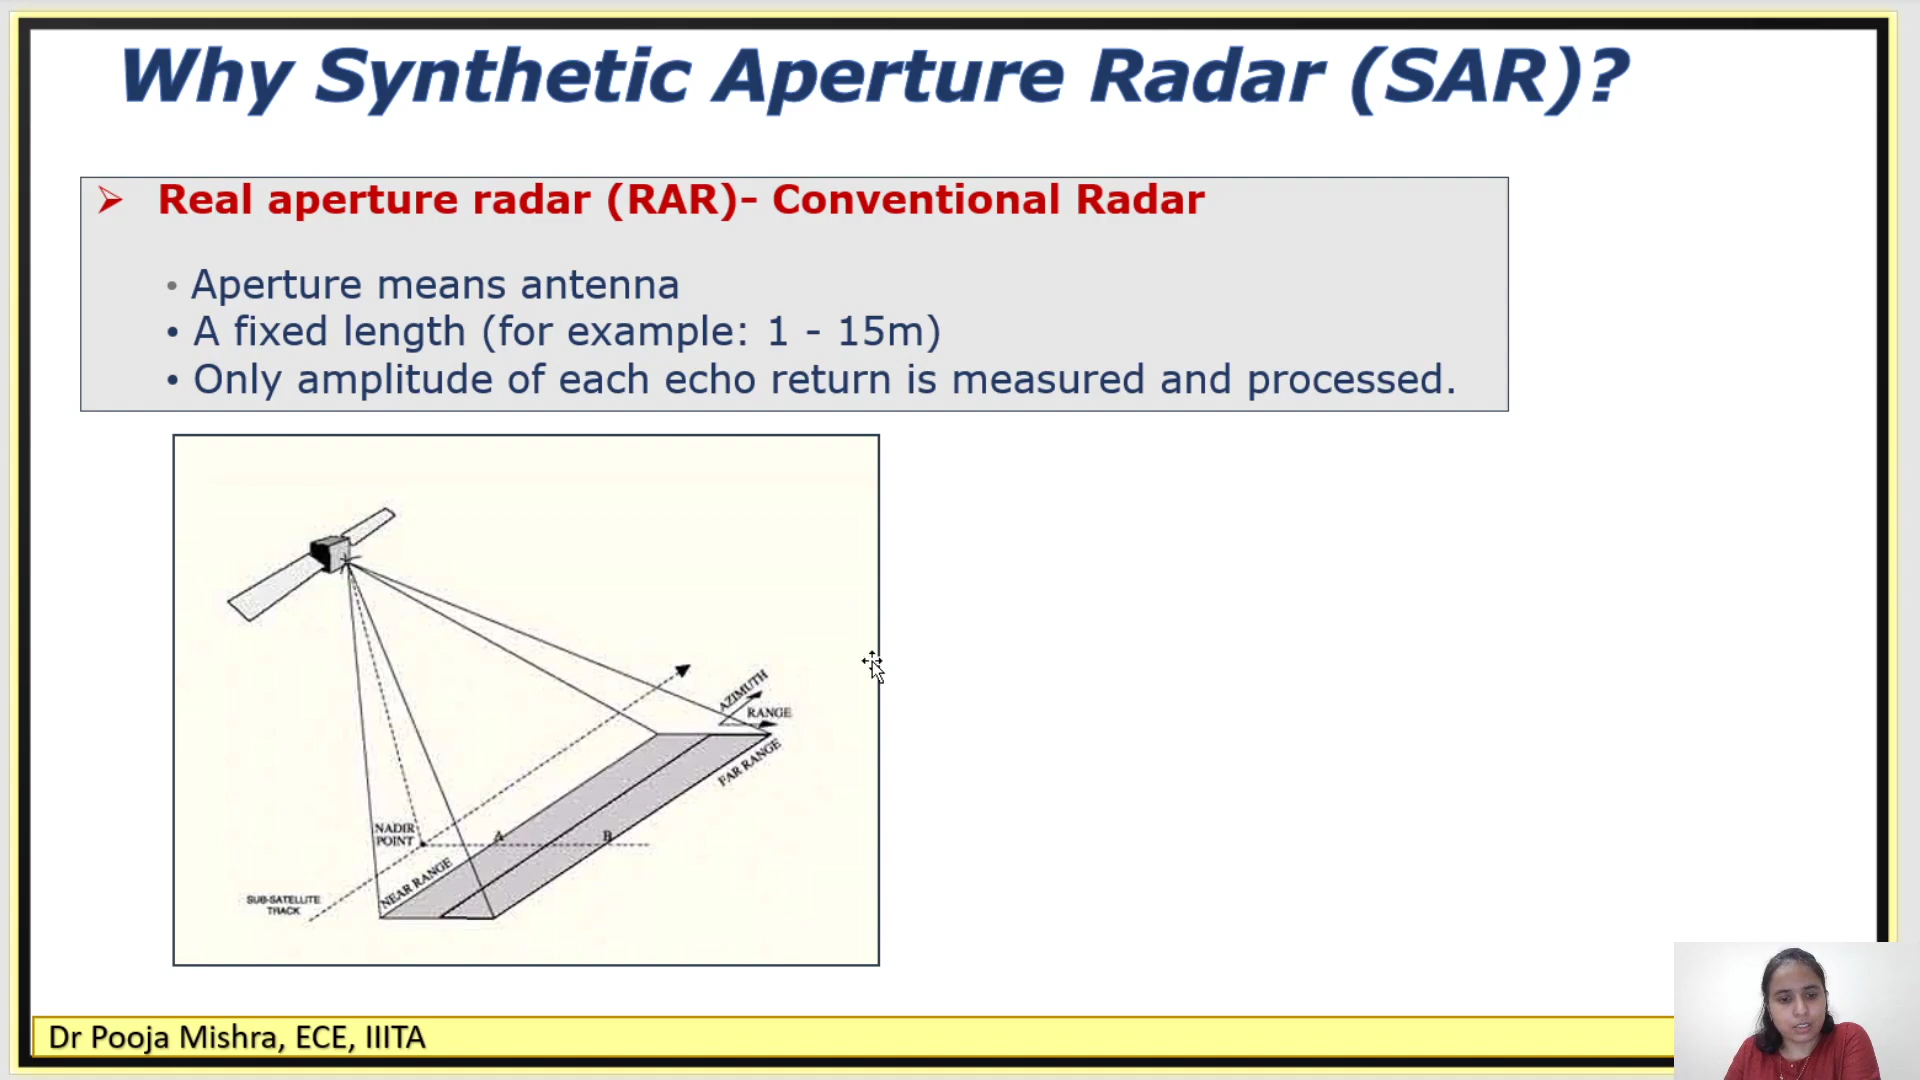 Why Synthetic Aperture Radar (SAR)?
➢ Real aperture radar (RAR)- Conventional Radar
• Aperture means antenna
• A fixed length (for example: 1 - 15m)
• Only amplitude of each echo return is measured and processed.
AZIMUTH
RANGE
FAR RANGE
NADIR
POINT
A
B
NEAR RANGE
SUB-SATELLITE
TRACK
Dr Pooja Mishra, ECE, IIITA